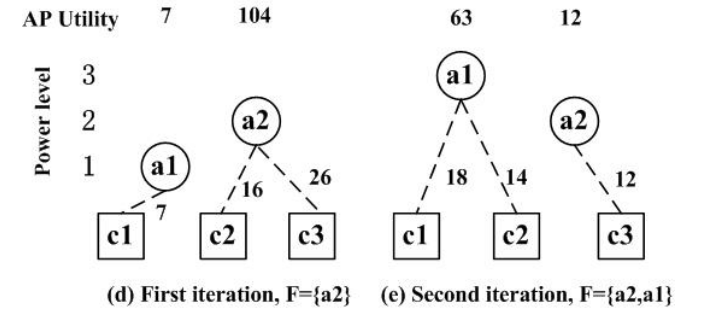 AP Utility 7 104 63 12
Power level
3 a1
2 a2 a2
1 a1
7 16 26 18 14 12
c1 c2 c3 c1 c2 c3
(d) First iteration, F={a2} (e) Second iteration, F={a2,a1}